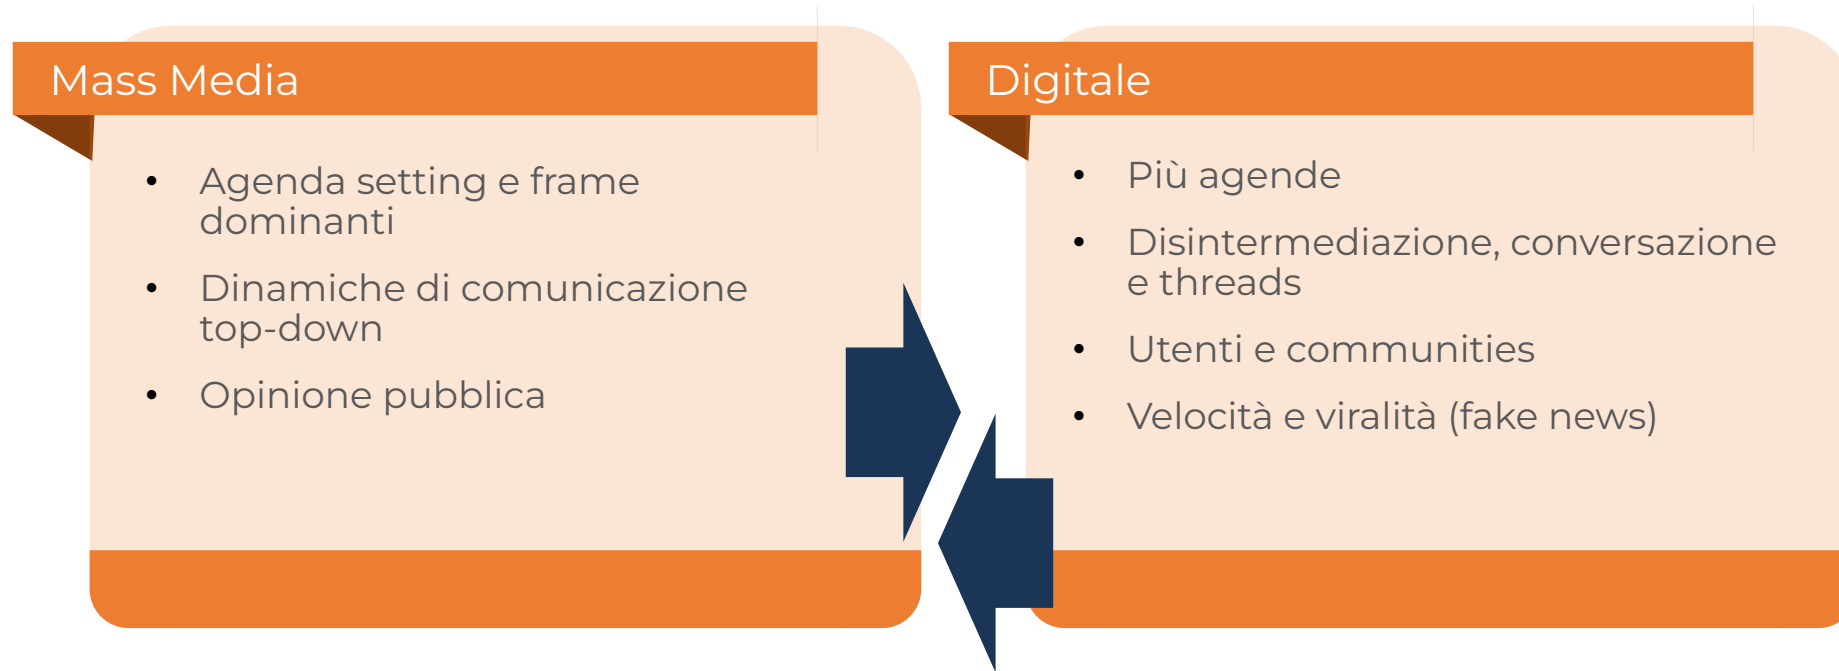 Mass Media
• Agenda setting e frame
dominanti
• Dinamiche di comunicazione
top-down
• Opinione pubblica
Digitale
• Più agende
• Disintermediazione, conversazione
e threads
• Utenti e communities
• Velocità e viralità (fake news)